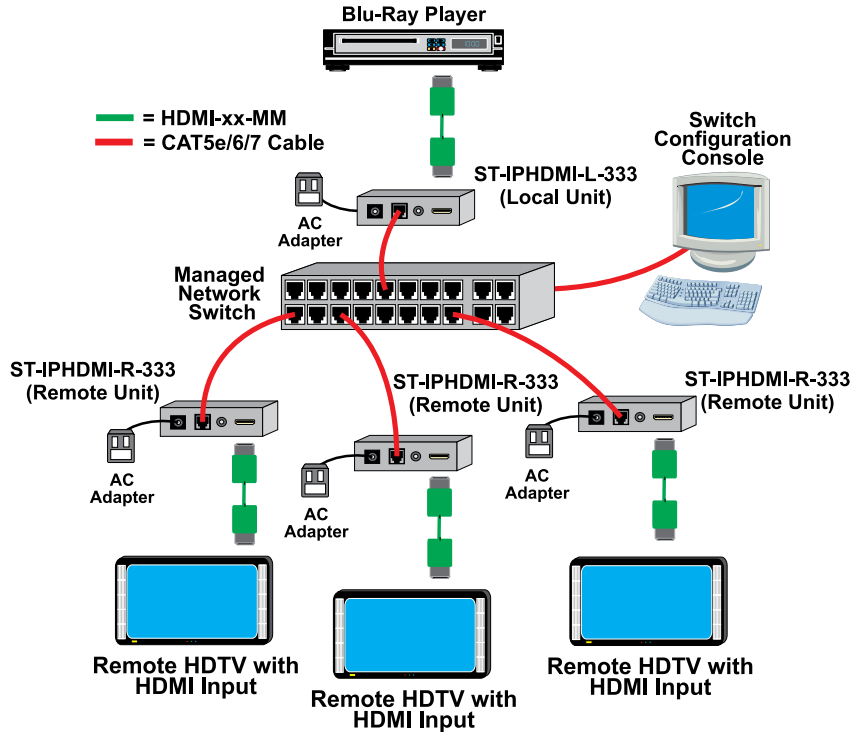 Blu-Ray Player
= HDMI-xx-MM
= CAT5e/6/7 Cable
Switch
Configuration
Console
ST-IPHDMI-L-333
(Local Unit)
AC
Adapter
Managed
Network
Switch
ST-IPHDMI-R-333
(Remote Unit)
ST-IPHDMI-R-333
(Remote Unit)
ST-IPHDMI-R-333
(Remote Unit)
AC
Adapter
AC
Adapter
AC
Adapter
Remote HDTV with
HDMI Input
Remote HDTV with
HDMI Input
Remote HDTV with
HDMI Input